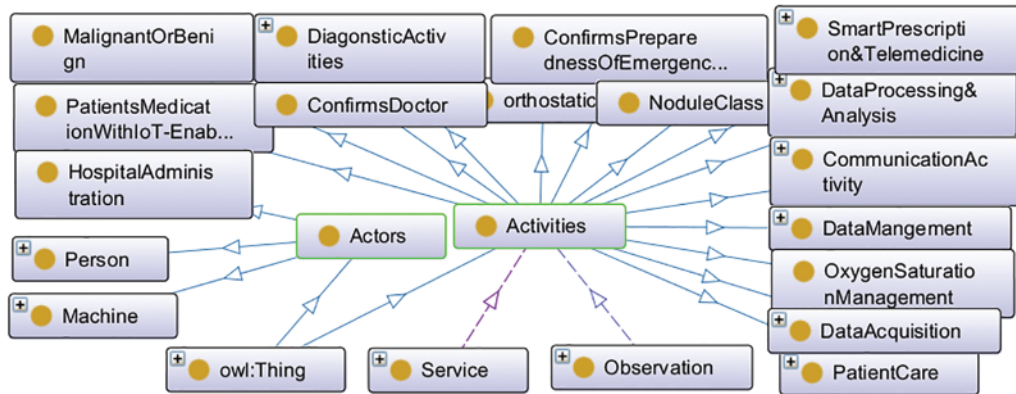 MalignantOrBeni
gn
DiagonsticActiv
ities
ConfirmsPrepare
dnessOfEmergenc...
SmartPrescripti
on&Telemedicine
PatientsMedicat
ionWithIoT-Enab...
ConfirmsDoctor
orthostatic
NoduleClass
DataProcessing&
Analysis
HospitalAdminis
tration
CommunicationAc
tivity
Actors
Activities
DataMangement
Person
OxygenSaturatio
nManagement
Machine
DataAcquisition
owl:Thing
Service
Observation
PatientCare